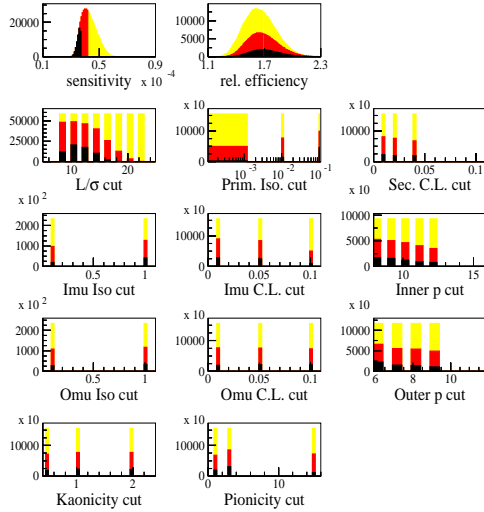 20000
10000
0
0.1 0.5 0.9
sensitivity x 10 -4
10000
5000
0
1.1 1.7 2.3
rel. efficiency
50000
25000
0
10 20
L/σ cut
x 10
10000
0
10 -3 10 -2 10 -1
Prim. Iso. cut
x 10
10000
0
0 0.05 0.1
Sec. C.L. cut
x 10 2
2000
1000
0
0.5 1
Imu Iso cut
x 10
10000
0
0 0.05 0.1
Imu C.L. cut
x 10
10000
5000
0
10 15
Inner p cut
x 10 2
2000
1000
0
0.5 1
Omu Iso cut
x 10
10000
0
0 0.05 0.1
Omu C.L. cut
x 10
10000
5000
0
6 8 10
Outer p cut
x 10
10000
0
1 2
Kaonicity cut
x 10
10000
0
0 10
Pionicity cut